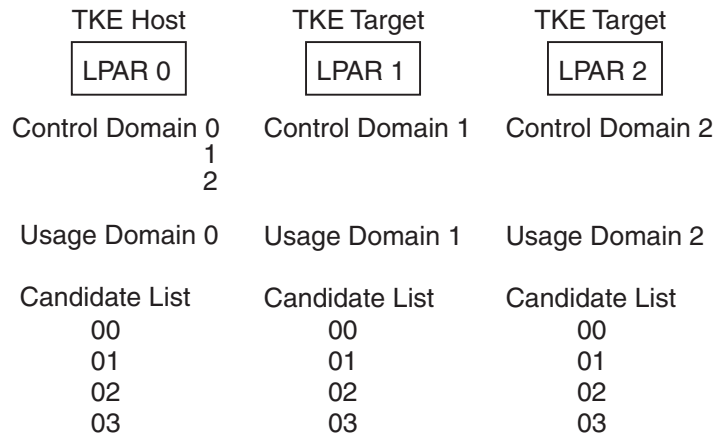 TKE Host TKE Target TKE Target
LPAR 0 LPAR 1 LPAR 2
Control Domain 0 Control Domain 1 Control Domain 2
1
2
Usage Domain 0 Usage Domain 1 Usage Domain 2
Candidate List Candidate List Candidate List
00 00 00
01 01 01
02 02 02
03 03 03